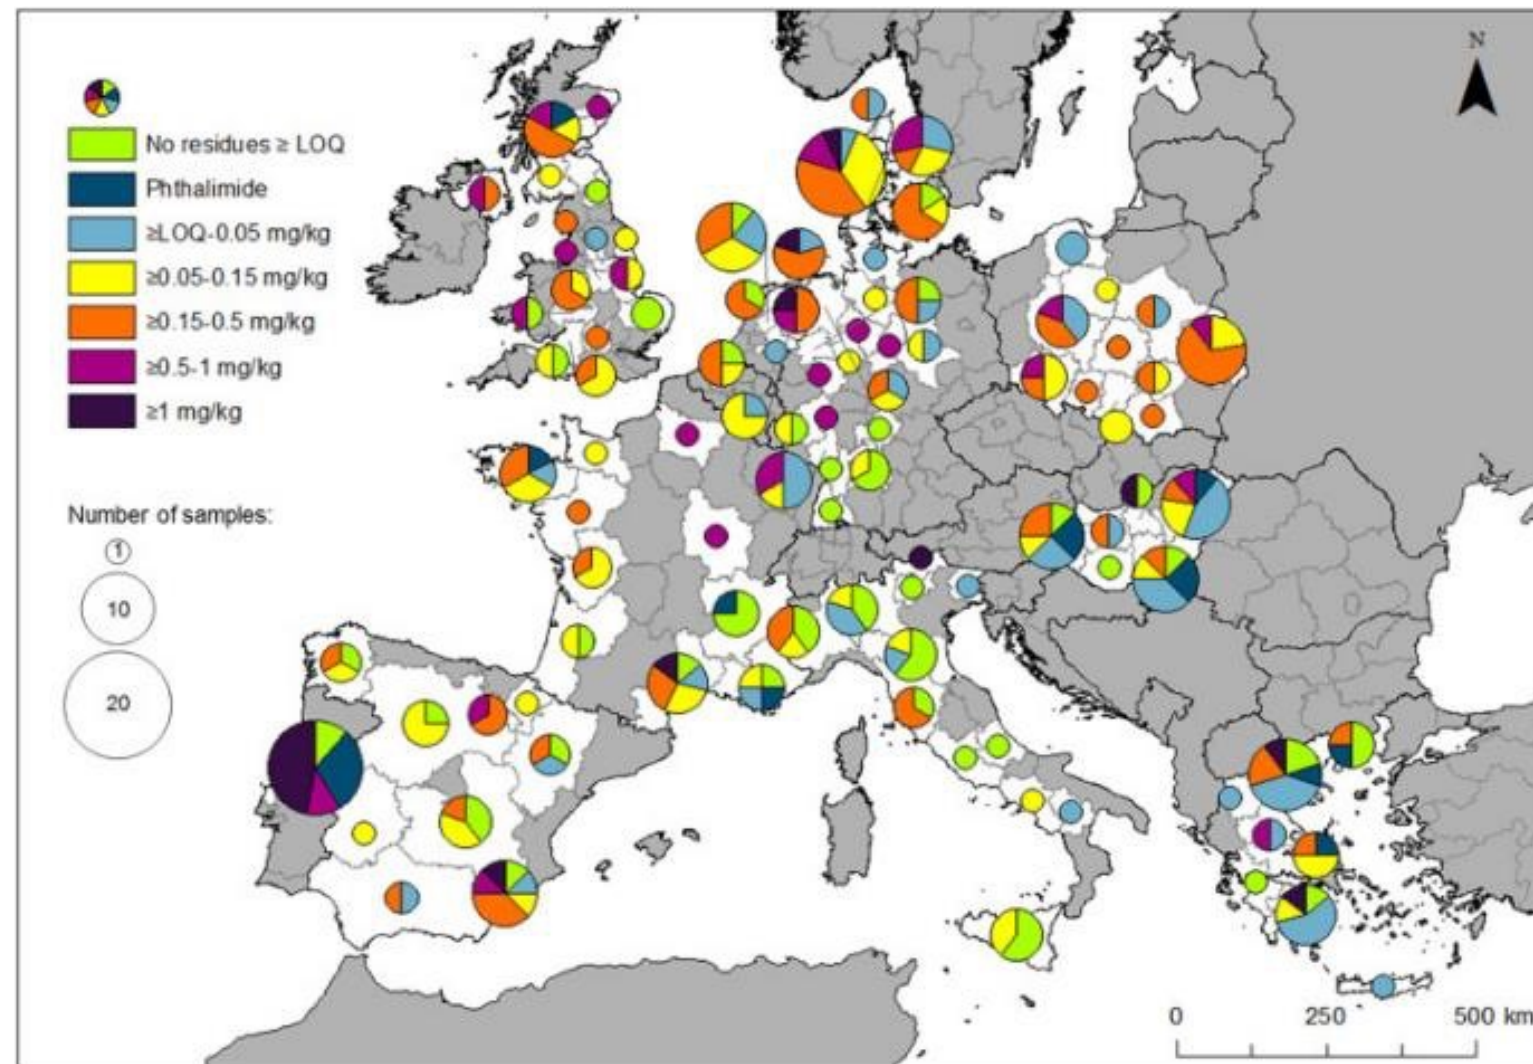 N
No residues ≥ LOQ
Phthalimide
≥LOQ-0.05 mg/kg
≥0.05-0.15 mg/kg
≥0.15-0.5 mg/kg
≥0.5-1 mg/kg
≥1 mg/kg
Number of samples:
1
10
20
0 250 500 km